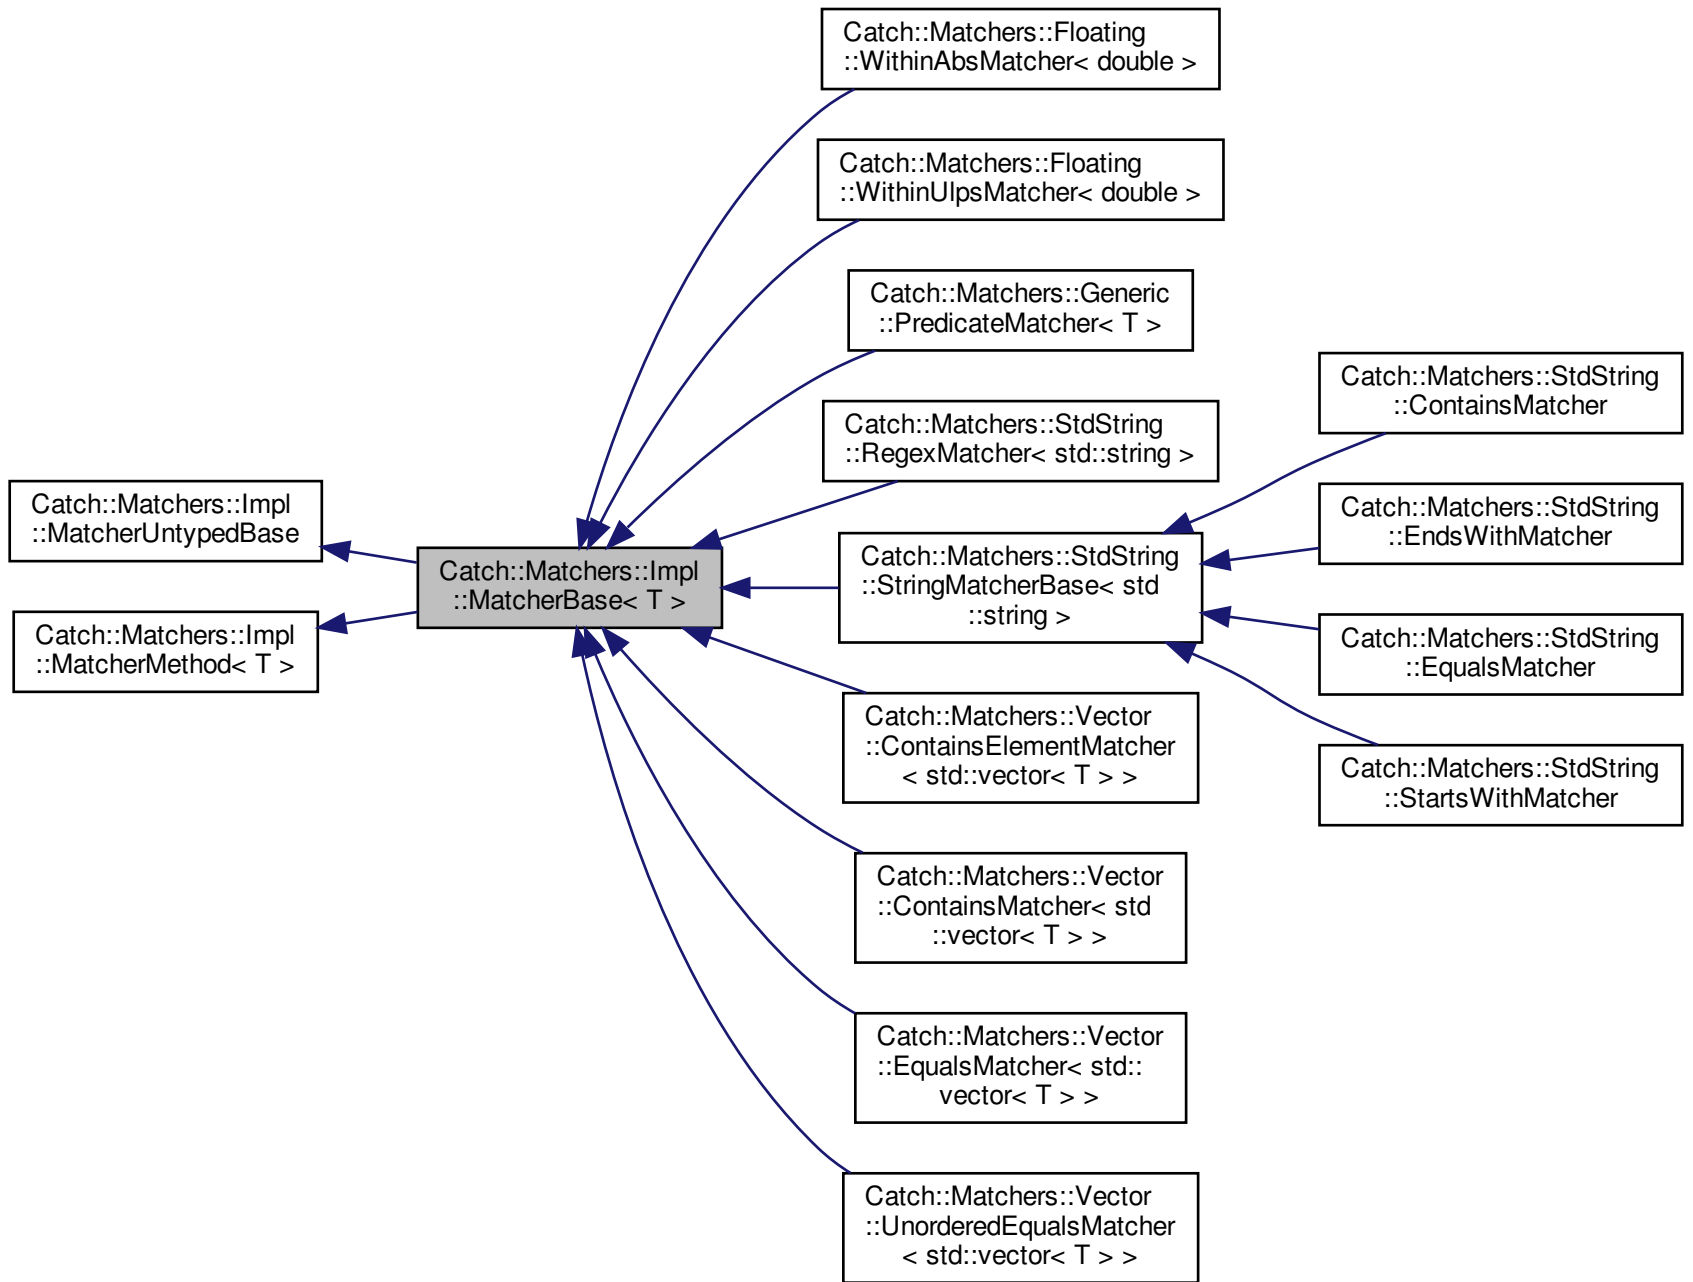 Catch::Matchers::Floating
::WithinAbsMatcher< double >
Catch::Matchers::Floating
::WithinUlpsMatcher< double >
Catch::Matchers::Generic
::PredicateMatcher< T >
Catch::Matchers::StdString
::RegexMatcher< std::string >
Catch::Matchers::StdString
::ContainsMatcher
Catch::Matchers::Impl
::MatcherUntypedBase
Catch::Matchers::StdString
::EndsWithMatcher
Catch::Matchers::Impl
::MatcherBase< T >
Catch::Matchers::StdString
::StringMatcherBase< std
::string >
Catch::Matchers::Impl
::MatcherMethod< T >
Catch::Matchers::StdString
::EqualsMatcher
Catch::Matchers::Vector
::ContainsElementMatcher
< std::vector< T > >
Catch::Matchers::StdString
::StartsWithMatcher
Catch::Matchers::Vector
::ContainsMatcher< std
::vector< T > >
Catch::Matchers::Vector
::EqualsMatcher< std::
vector< T > >
Catch::Matchers::Vector
::UnorderedEqualsMatcher
< std::vector< T > >